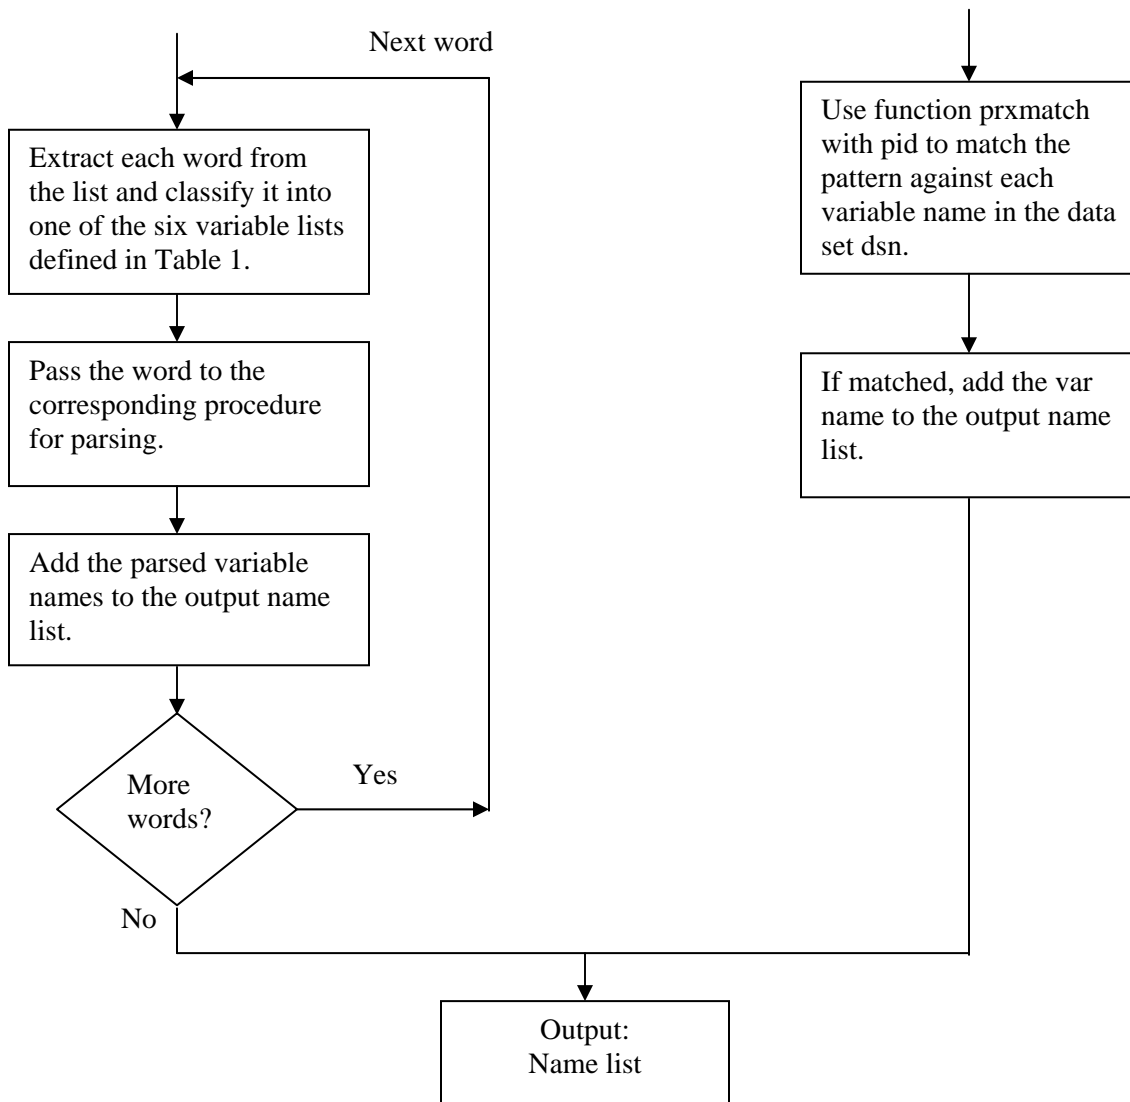 Next word
Extract each word from
the list and classify it into
one of the six variable lists
defined in Table 1.
Pass the word to the
corresponding procedure
for parsing.
Add the parsed variable
names to the output name
list.
More
words?
Yes
No
Use function prxmatch
with pid to match the
pattern against each
variable name in the data
set dsn.
If matched, add the var
name to the output name
list.
Output:
Name list